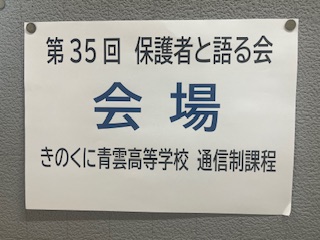 第35回 保護者と語る会
会場
きのくに青雲高等学校 通信制課程